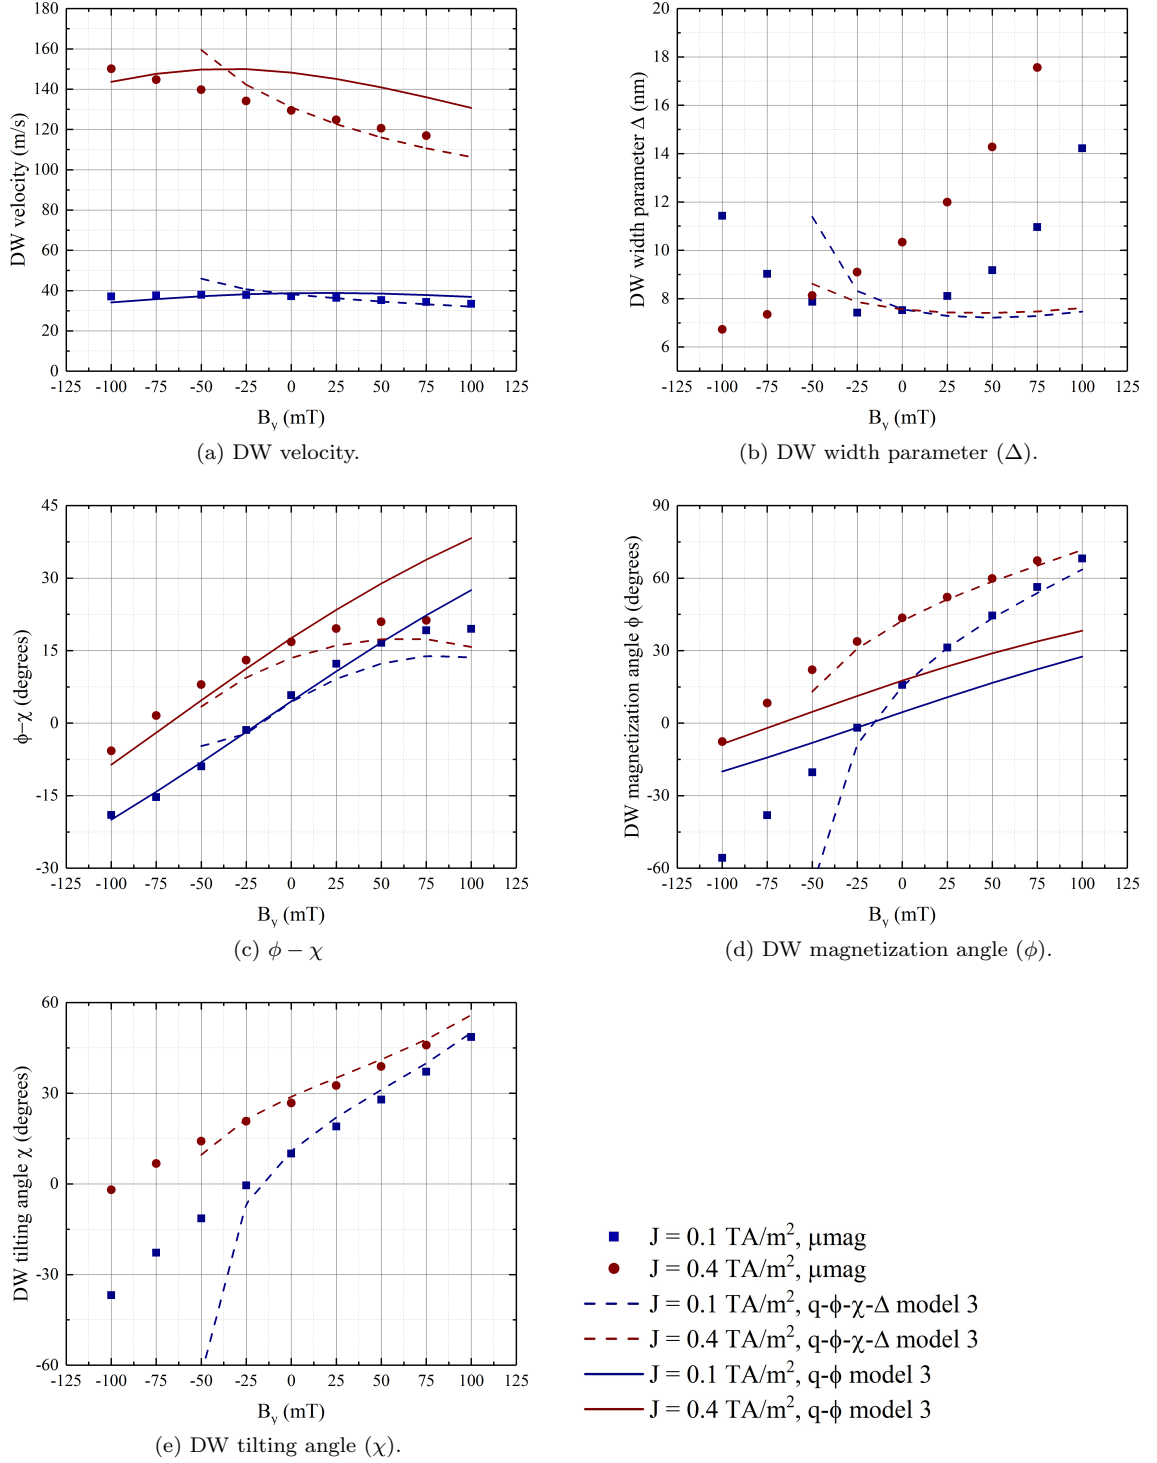 180
160
140
120
100
80
60
40
20
0
-125 -100 -75 -50 -25 0 25 50 75 100 125
DW velocity (m/s)
B_y (mT)
(a) DW velocity.
20
18
16
14
12
10
8
6
-125 -100 -75 -50 -25 0 25 50 75 100 125
DW width parameter Δ (nm)
B_y (mT)
(b) DW width parameter (Δ).
45
30
15
0
-15
-30
-125 -100 -75 -50 -25 0 25 50 75 100 125
ϕ−χ (degrees)
B_y (mT)
(c) ϕ − χ
90
60
30
0
-30
-60
-125 -100 -75 -50 -25 0 25 50 75 100 125
DW magnetization angle ϕ (degrees)
B_y (mT)
(d) DW magnetization angle (ϕ).
60
30
0
-30
-60
-125 -100 -75 -50 -25 0 25 50 75 100 125
DW tilting angle χ (degrees)
B_y (mT)
(e) DW tilting angle (χ).
J = 0.1 TA/m², μmag
J = 0.4 TA/m², μmag
J = 0.1 TA/m², q-ϕ-χ-Δ model 3
J = 0.4 TA/m², q-ϕ-χ-Δ model 3
J = 0.1 TA/m², q-ϕ model 3
J = 0.4 TA/m², q-ϕ model 3